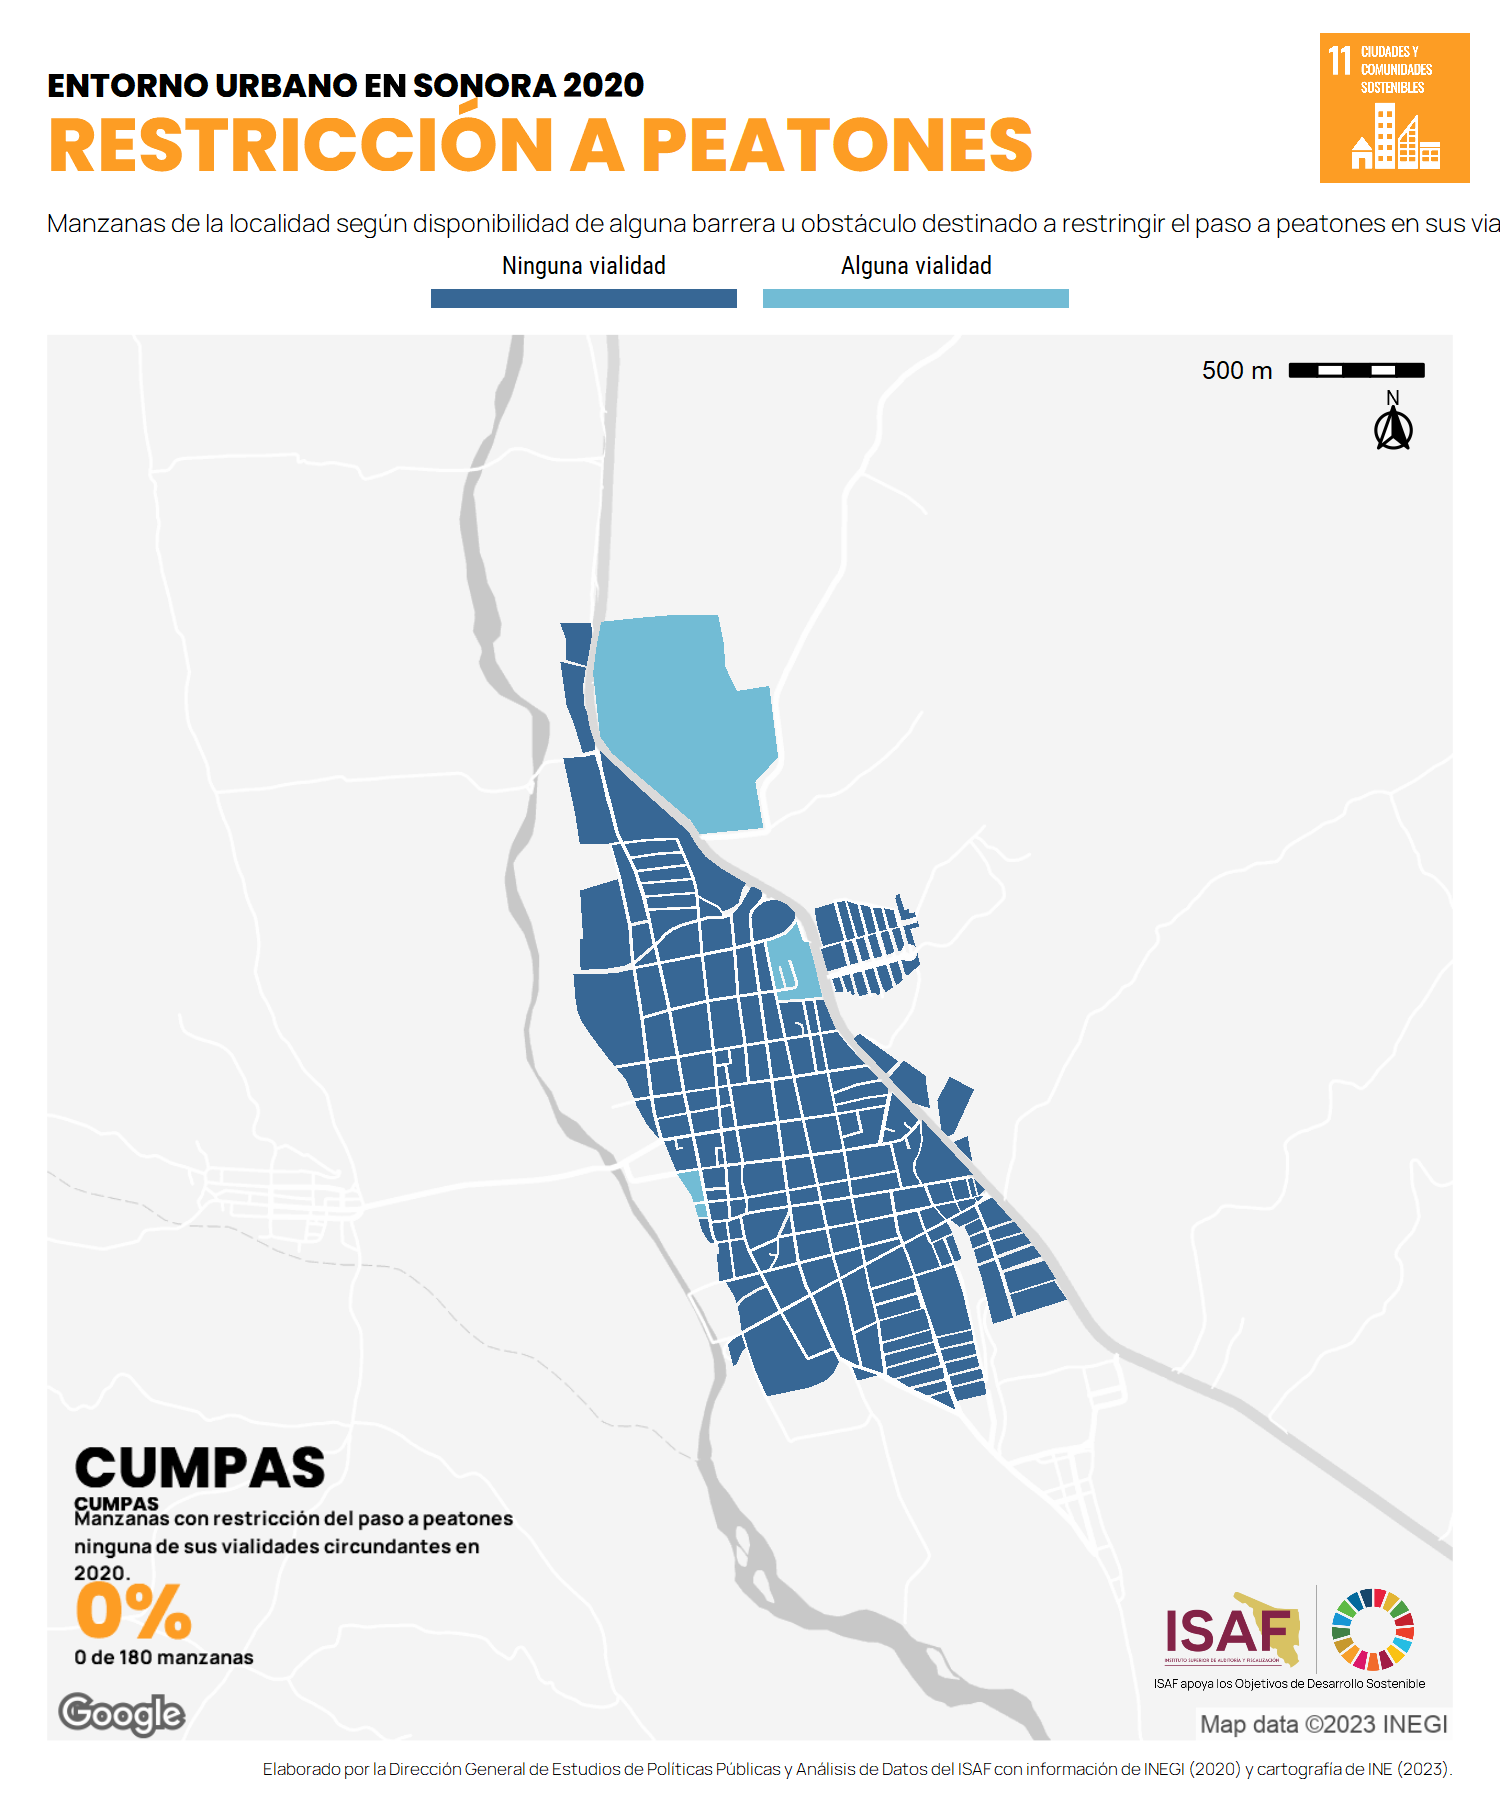 ENTORNO URBANO EN SONORA 2020
RESTRICCIÓN A PEATONES
11 CIUDADES Y
COMUNIDADES
SOSTENIBLES
Manzanas de la localidad según disponibilidad de alguna barrera u obstáculo destinado a restringir el paso a peatones en sus via
Ninguna vialidad
Alguna vialidad
500 m
N
CUMPAS
CUMPAS
Manzanas con restricción del paso a peatones
ninguna de sus vialidades circundantes en
2020.
0%
0 de 180 manzanas
Google
ISAF
INSTITUTO SUPERIOR DE AUDITORÍA Y FISCALIZACIÓN
ISAF apoya los Objetivos de Desarrollo Sostenible
Map data ©2023 INEGI
Elaborado por la Dirección General de Estudios de Políticas Públicas y Análisis de Datos del ISAF con información de INEGI (2020) y cartografía de INE (2023).